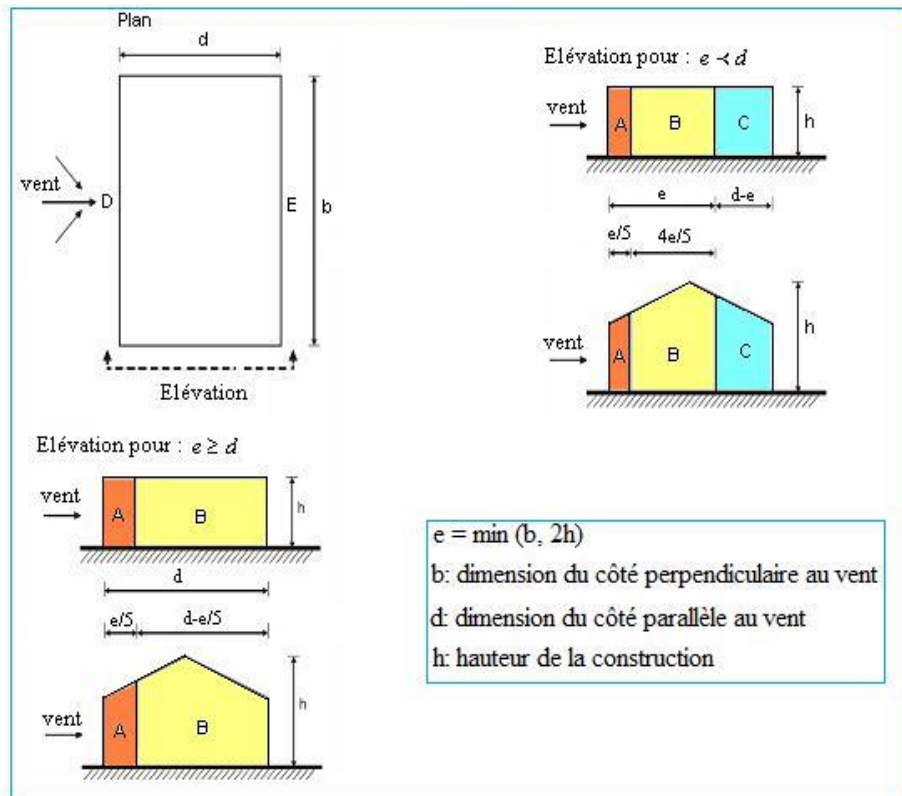 Plan
d
vent
D
E
b
Elévation
Elévation pour : e ≺ d
vent
A
B
C
h
e
d-e
e/5
4e/5
vent
A
B
C
h
Elévation pour : e ≥ d
vent
A
B
h
d
e/5
d-e/5
vent
A
B
h
e = min (b, 2h)
b: dimension du côté perpendiculaire au vent
d: dimension du côté parallèle au vent
h: hauteur de la construction